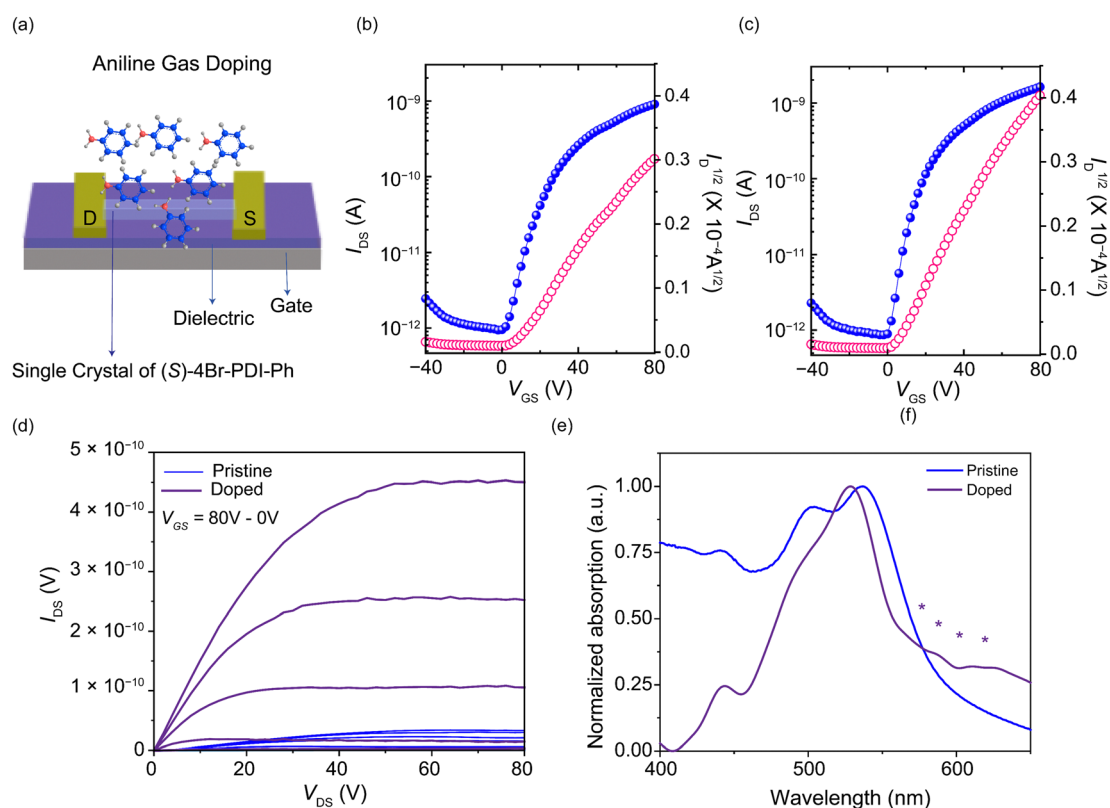 (a)
Aniline Gas Doping
D
S
Gate
Dielectric
Single Crystal of (S)-4Br-PDI-Ph
(b)
10⁻⁹
10⁻¹⁰
10⁻¹¹
10⁻¹²
I_DS (A)
−40 0 40 80
V_GS (V)
0.4
0.3
0.2
0.1
0.0
I_D^1/2 (X 10⁻⁴A^1/2)
(c)
10⁻⁹
10⁻¹⁰
10⁻¹¹
10⁻¹²
I_DS (A)
−40 0 40 80
V_GS (V)
0.4
0.3
0.2
0.1
0.0
I_D^1/2 (X 10⁻⁴A^1/2)
(f)
(d)
5 × 10⁻¹⁰
4 × 10⁻¹⁰
3 × 10⁻¹⁰
2 × 10⁻¹⁰
1 × 10⁻¹⁰
0
I_DS (V)
Pristine
Doped
V_GS = 80V - 0V
0 20 40 60 80
V_DS (V)
(e)
1.00
0.75
0.50
0.25
0.00
Normalized absorption (a.u.)
Pristine
Doped
* * * *
400 500 600
Wavelength (nm)